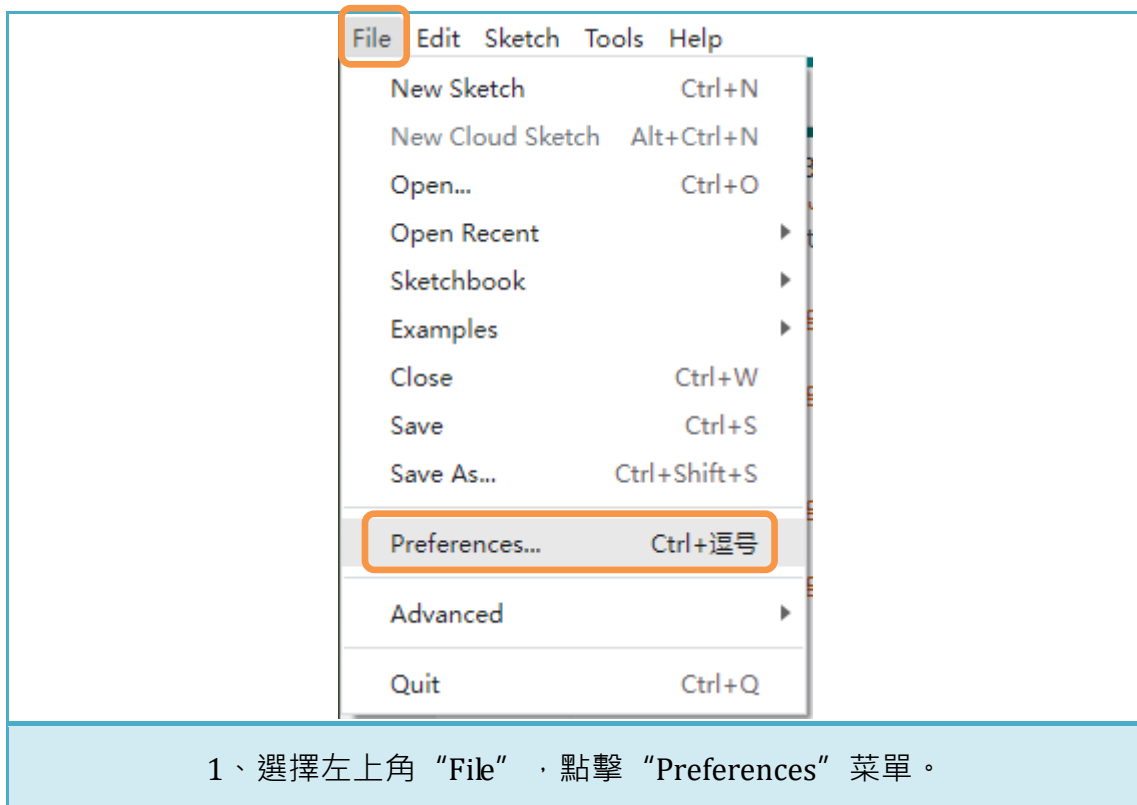 File Edit Sketch Tools Help
New Sketch Ctrl+N
New Cloud Sketch Alt+Ctrl+N
Open... Ctrl+O
Open Recent
Sketchbook
Examples
Close Ctrl+W
Save Ctrl+S
Save As... Ctrl+Shift+S
Preferences... Ctrl+逗号
Advanced
Quit Ctrl+Q
1、選擇左上角“File”，點擊“Preferences”菜單。